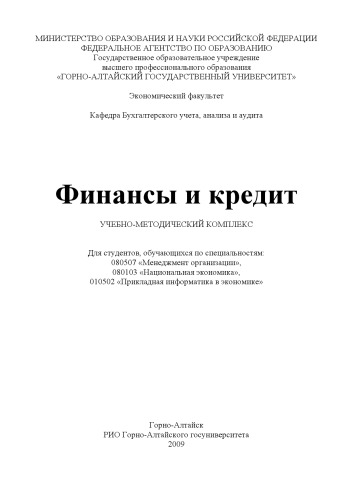 МИНИСТЕРСТВО ОБРАЗОВАНИЯ И НАУКИ РОССИЙСКОЙ ФЕДЕРАЦИИ
ФЕДЕРАЛЬНОЕ АГЕНТСТВО ПО ОБРАЗОВАНИЮ
Государственное образовательное учреждение
высшего профессионального образования
«ГОРНО-АЛТАЙСКИЙ ГОСУДАРСТВЕННЫЙ УНИВЕРСИТЕТ»
Экономический факультет
Кафедра Бухгалтерского учета, анализа и аудита
Финансы и кредит
УЧЕБНО-МЕТОДИЧЕСКИЙ КОМПЛЕКС
Для студентов, обучающихся по специальностям:
080507 «Менеджмент организации»,
080103 «Национальная экономика»,
010502 «Прикладная информатика в экономике»
Горно-Алтайск
РИО Горно-Алтайского госуниверситета
2009